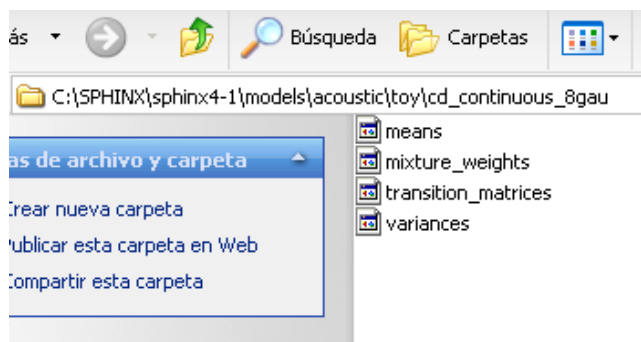 ás Búsqueda Carpetas
C:\SPHINX\sphinx4-1\models\acoustic\toy\cd_continuous_8gau
as de archivo y carpeta
Crear nueva carpeta
Publicar esta carpeta en Web
Compartir esta carpeta
means
mixture_weights
transition_matrices
variances